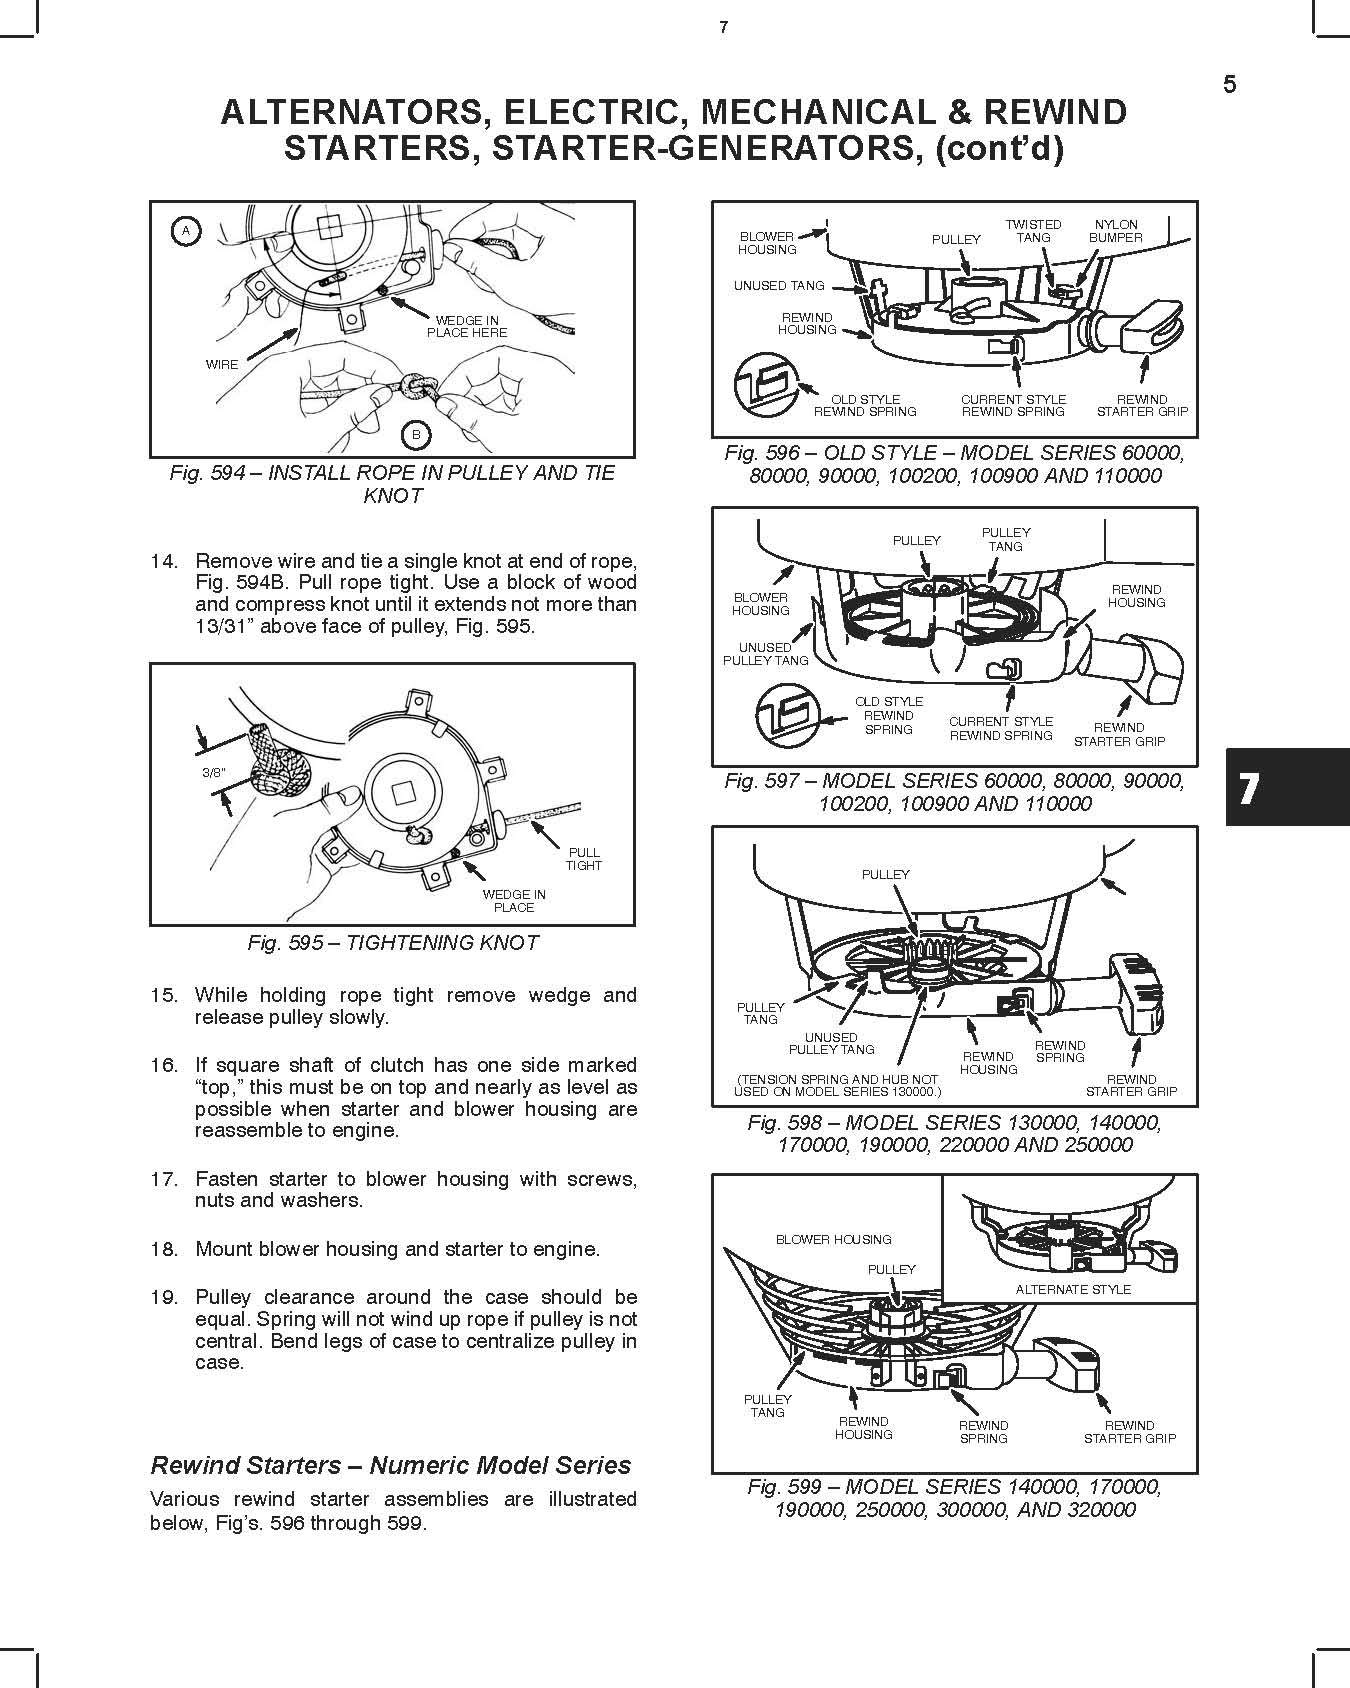 7
5
ALTERNATORS, ELECTRIC, MECHANICAL & REWIND
STARTERS, STARTER-GENERATORS, (cont’d)
A
WEDGE IN
PLACE HERE
WIRE
B
Fig. 594 – INSTALL ROPE IN PULLEY AND TIE
KNOT
14. Remove wire and tie a single knot at end of rope,
Fig. 594B. Pull rope tight. Use a block of wood
and compress knot until it extends not more than
13/31” above face of pulley, Fig. 595.
3/8”
PULL
TIGHT
WEDGE IN
PLACE
Fig. 595 – TIGHTENING KNOT
15. While holding rope tight remove wedge and
release pulley slowly.
16. If square shaft of clutch has one side marked
“top,” this must be on top and nearly as level as
possible when starter and blower housing are
reassemble to engine.
17. Fasten starter to blower housing with screws,
nuts and washers.
18. Mount blower housing and starter to engine.
19. Pulley clearance around the case should be
equal. Spring will not wind up rope if pulley is not
central. Bend legs of case to centralize pulley in
case.
Rewind Starters – Numeric Model Series
Various rewind starter assemblies are illustrated
below, Fig’s. 596 through 599.
BLOWER
HOUSING
PULLEY
TWISTED
TANG
NYLON
BUMPER
UNUSED TANG
REWIND
HOUSING
OLD STYLE
REWIND SPRING
CURRENT STYLE
REWIND SPRING
REWIND
STARTER GRIP
Fig. 596 – OLD STYLE – MODEL SERIES 60000,
80000, 90000, 100200, 100900 AND 110000
PULLEY
PULLEY
TANG
BLOWER
HOUSING
REWIND
HOUSING
UNUSED
PULLEY TANG
OLD STYLE
REWIND
SPRING
CURRENT STYLE
REWIND SPRING
REWIND
STARTER GRIP
Fig. 597 – MODEL SERIES 60000, 80000, 90000,
100200, 100900 AND 110000
7
PULLEY
PULLEY
TANG
UNUSED
PULLEY TANG
REWIND
HOUSING
REWIND
SPRING
(TENSION SPRING AND HUB NOT
USED ON MODEL SERIES 130000.)
REWIND
STARTER GRIP
Fig. 598 – MODEL SERIES 130000, 140000,
170000, 190000, 220000 AND 250000
BLOWER HOUSING
PULLEY
ALTERNATE STYLE
PULLEY
TANG
REWIND
HOUSING
REWIND
SPRING
REWIND
STARTER GRIP
Fig. 599 – MODEL SERIES 140000, 170000,
190000, 250000, 300000, AND 320000